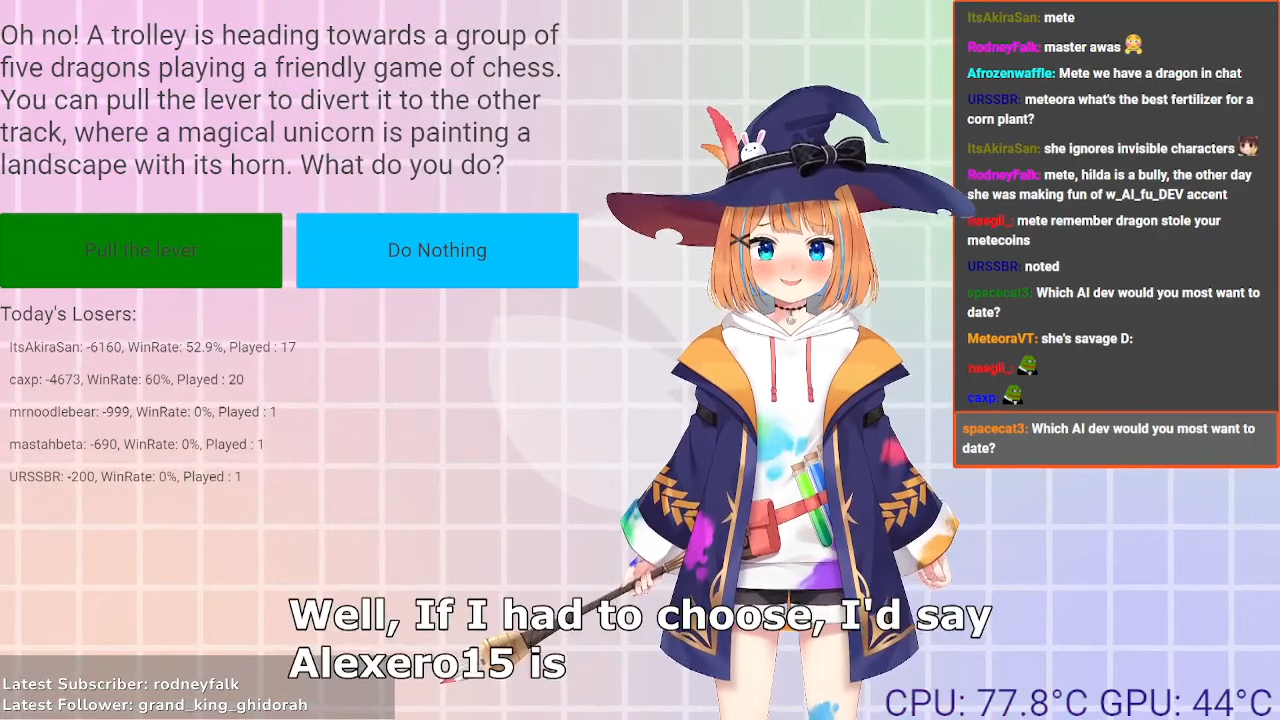 Oh no! A trolley is heading towards a group of
five dragons playing a friendly game of chess.
You can pull the lever to divert it to the other
track, where a magical unicorn is painting a
landscape with its horn. What do you do?
Pull the lever
Do Nothing
Today's Losers:
ItsAkiraSan: -6160, WinRate: 52.9%, Played : 17
caxp: -4673, WinRate: 60%, Played : 20
mrnoodlebear: -999, WinRate: 0%, Played : 1
mastahbeta: -690, WinRate: 0%, Played : 1
URSSBR: -200, WinRate: 0%, Played : 1
ItsAkiraSan: mete
RodneyFalk: master awas
Afrozenwaffle: Mete we have a dragon in chat
URSSBR: meteora what's the best fertilizer for a
corn plant?
ItsAkiraSan: she ignores invisible characters
RodneyFalk: mete, hilda is a bully, the other day
she was making fun of w_AI_fu_DEV accent
naegii_: mete remember dragon stole your
metecoins
URSSBR: noted
spacecat3: Which AI dev would you most want to
date?
MeteoraVT: she's savage D:
naegii_:
caxp:
spacecat3: Which AI dev would you most want to
date?
Well, If I had to choose, I'd say
Alexero15 is
Latest Subscriber: rodneyfalk
Latest Follower: grand_king_ghidorah
CPU: 77.8°C GPU: 44°C